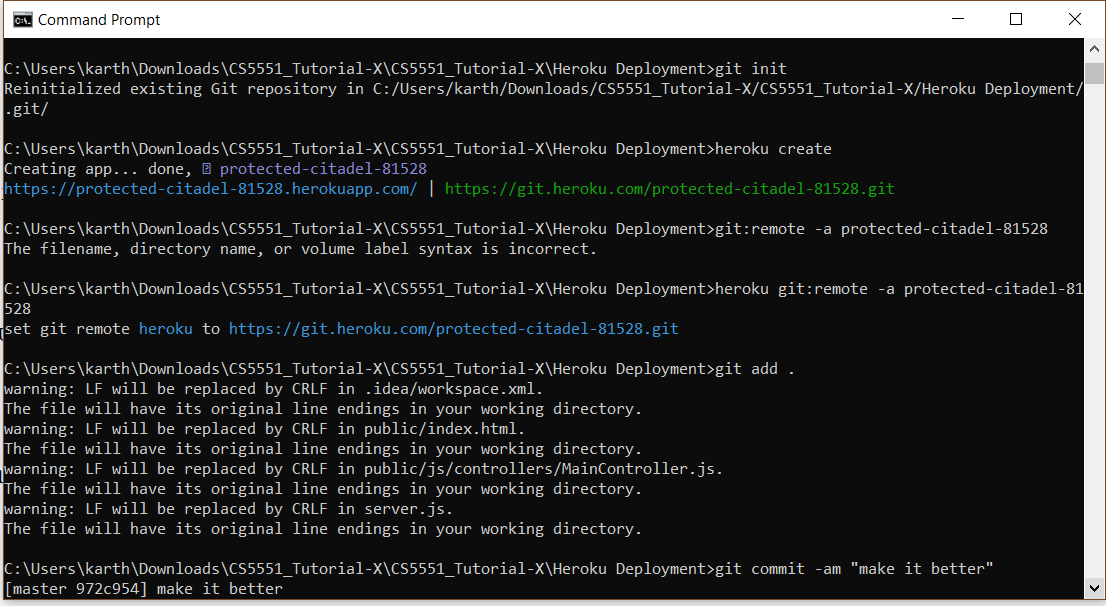 Command Prompt
C:\Users\karth\Downloads\CS5551_Tutorial-X\CS5551_Tutorial-X\Heroku Deployment>git init
Reinitialized existing Git repository in C:/Users/karth/Downloads/CS5551_Tutorial-X/CS5551_Tutorial-X/Heroku Deployment/
.git/
C:\Users\karth\Downloads\CS5551_Tutorial-X\CS5551_Tutorial-X\Heroku Deployment>heroku create
Creating app... done, ⍰ protected-citadel-81528
https://protected-citadel-81528.herokuapp.com/ | https://git.heroku.com/protected-citadel-81528.git
C:\Users\karth\Downloads\CS5551_Tutorial-X\CS5551_Tutorial-X\Heroku Deployment>git:remote -a protected-citadel-81528
The filename, directory name, or volume label syntax is incorrect.
C:\Users\karth\Downloads\CS5551_Tutorial-X\CS5551_Tutorial-X\Heroku Deployment>heroku git:remote -a protected-citadel-81
528
set git remote heroku to https://git.heroku.com/protected-citadel-81528.git
C:\Users\karth\Downloads\CS5551_Tutorial-X\CS5551_Tutorial-X\Heroku Deployment>git add .
warning: LF will be replaced by CRLF in .idea/workspace.xml.
The file will have its original line endings in your working directory.
warning: LF will be replaced by CRLF in public/index.html.
The file will have its original line endings in your working directory.
warning: LF will be replaced by CRLF in public/js/controllers/MainController.js.
The file will have its original line endings in your working directory.
warning: LF will be replaced by CRLF in server.js.
The file will have its original line endings in your working directory.
C:\Users\karth\Downloads\CS5551_Tutorial-X\CS5551_Tutorial-X\Heroku Deployment>git commit -am "make it better"
[master 972c954] make it better